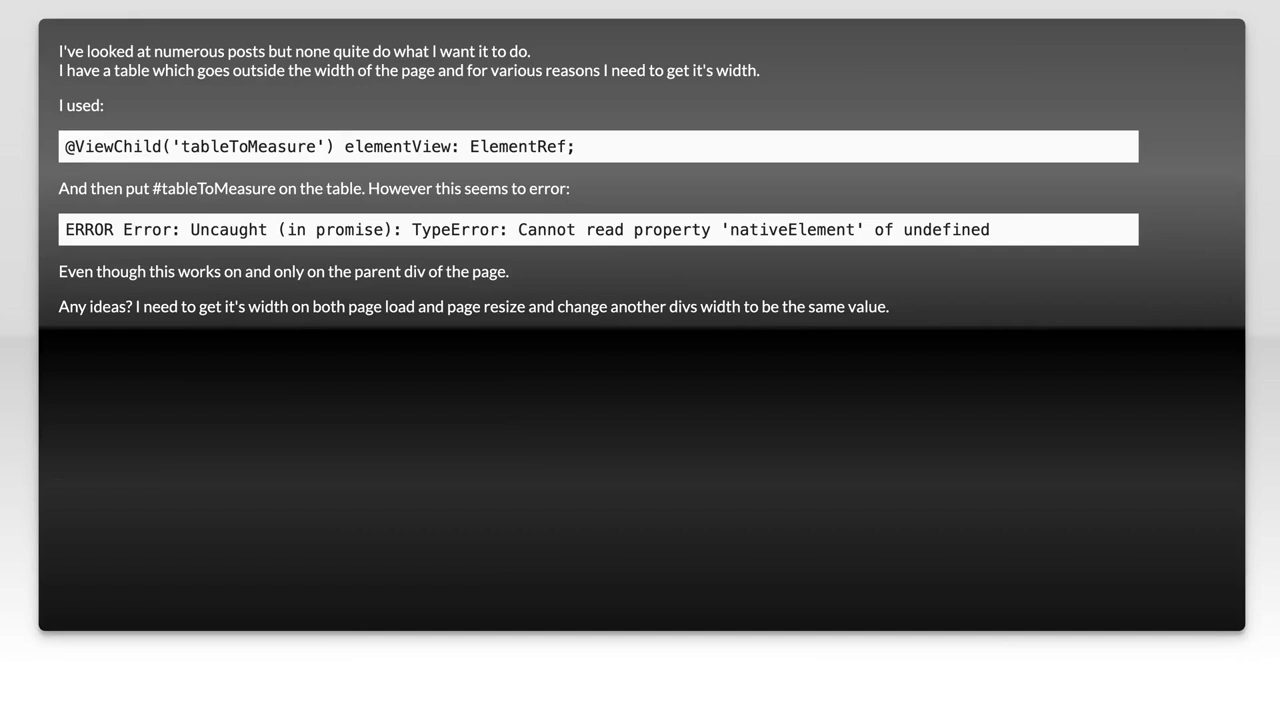 I've looked at numerous posts but none quite do what I want it to do.
I have a table which goes outside the width of the page and for various reasons I need to get it's width.
I used:
@ViewChild('tableToMeasure') elementView: ElementRef;
And then put #tableToMeasure on the table. However this seems to error:
ERROR Error: Uncaught (in promise): TypeError: Cannot read property 'nativeElement' of undefined
Even though this works on and only on the parent div of the page.
Any ideas? I need to get it's width on both page load and page resize and change another divs width to be the same value.